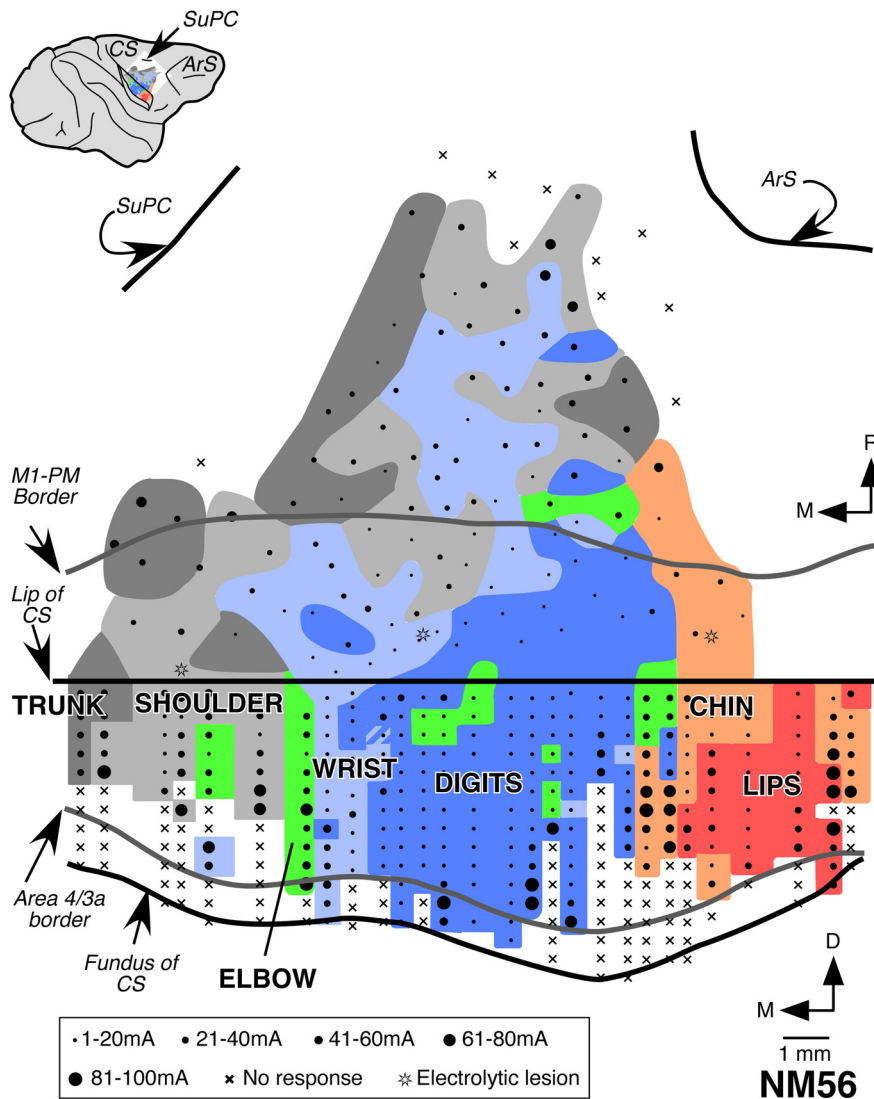 SuPC
CS
ArS
SuPC
ArS
M1-PM
Border
R
M
Lip of
CS
TRUNK
SHOULDER
CHIN
WRIST
DIGITS
LIPS
Area 4/3a
border
Fundus of
CS
ELBOW
D
M
1-20mA
21-40mA
41-60mA
61-80mA
81-100mA
No response
Electrolytic lesion
1 mm
NM56